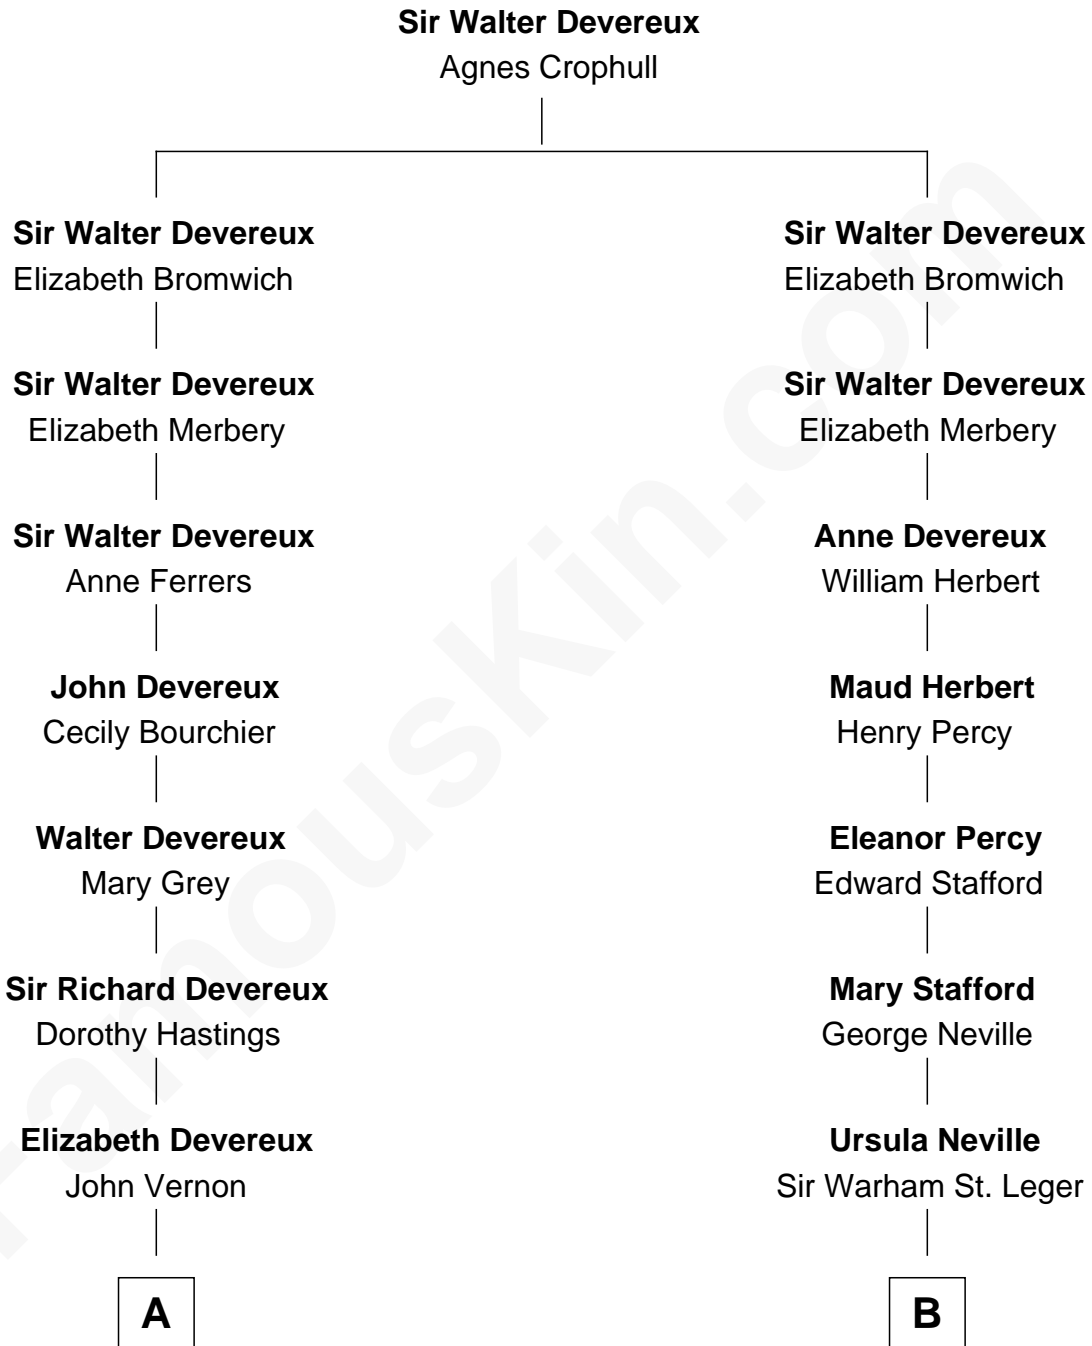 Sir Walter Devereux
Agnes Crophull
Sir Walter Devereux
Elizabeth Bromwich
Sir Walter Devereux
Elizabeth Bromwich
Sir Walter Devereux
Elizabeth Merbery
Sir Walter Devereux
Elizabeth Merbery
Sir Walter Devereux
Anne Ferrers
Anne Devereux
William Herbert
John Devereux
Cecily Bourchier
Maud Herbert
Henry Percy
Walter Devereux
Mary Grey
Eleanor Percy
Edward Stafford
Sir Richard Devereux
Dorothy Hastings
Mary Stafford
George Neville
Elizabeth Devereux
John Vernon
Ursula Neville
Sir Warham St. Leger
A
B
FamousKin.com